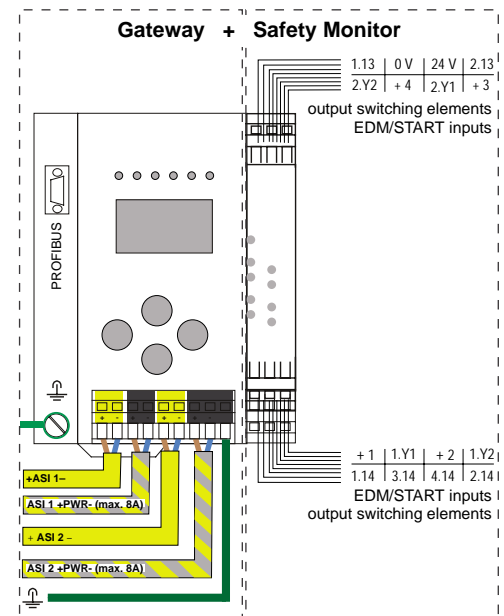 Gateway + Safety Monitor
1.13 | 0 V | 24 V | 2.13
2.Y2 | + 4 | 2.Y1 | + 3
output switching elements
EDM/START inputs
PROFIBUS
+ - + - + - + -
+ASI 1–
ASI 1 +PWR- (max. 8A)
+ ASI 2 –
ASI 2 +PWR- (max. 8A)
+ 1 | 1.Y1 | + 2 | 1.Y2
1.14 | 3.14 | 4.14 | 2.14
EDM/START inputs
output switching elements